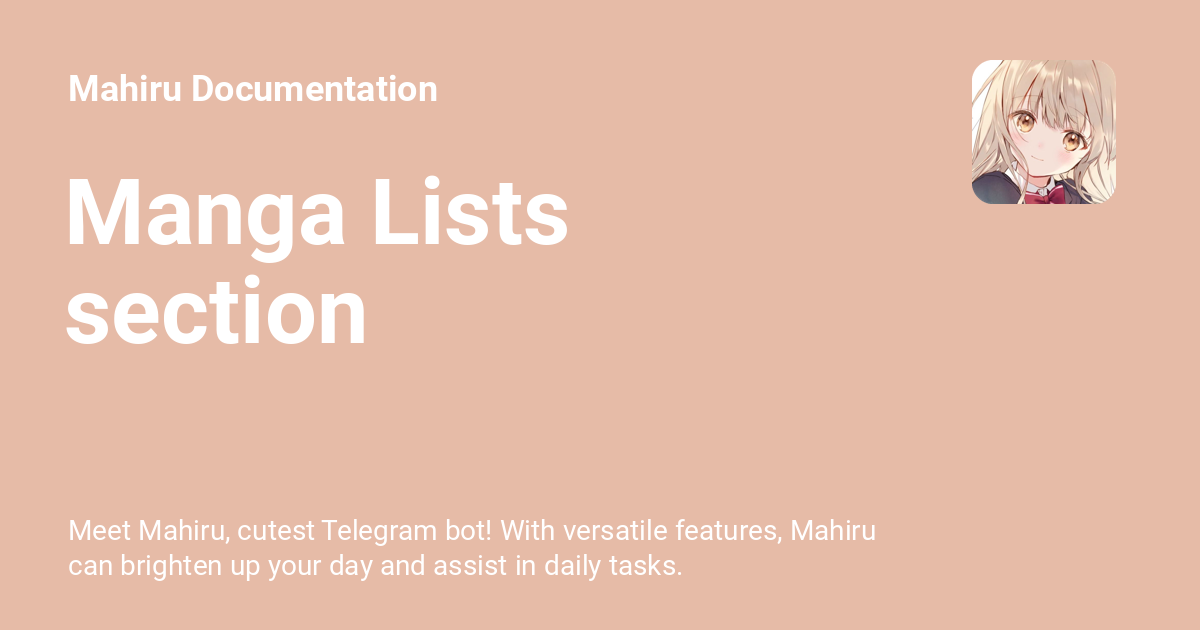 Mahiru Documentation
Manga Lists
section
Meet Mahiru, cutest Telegram bot! With versatile features, Mahiru
can brighten up your day and assist in daily tasks.